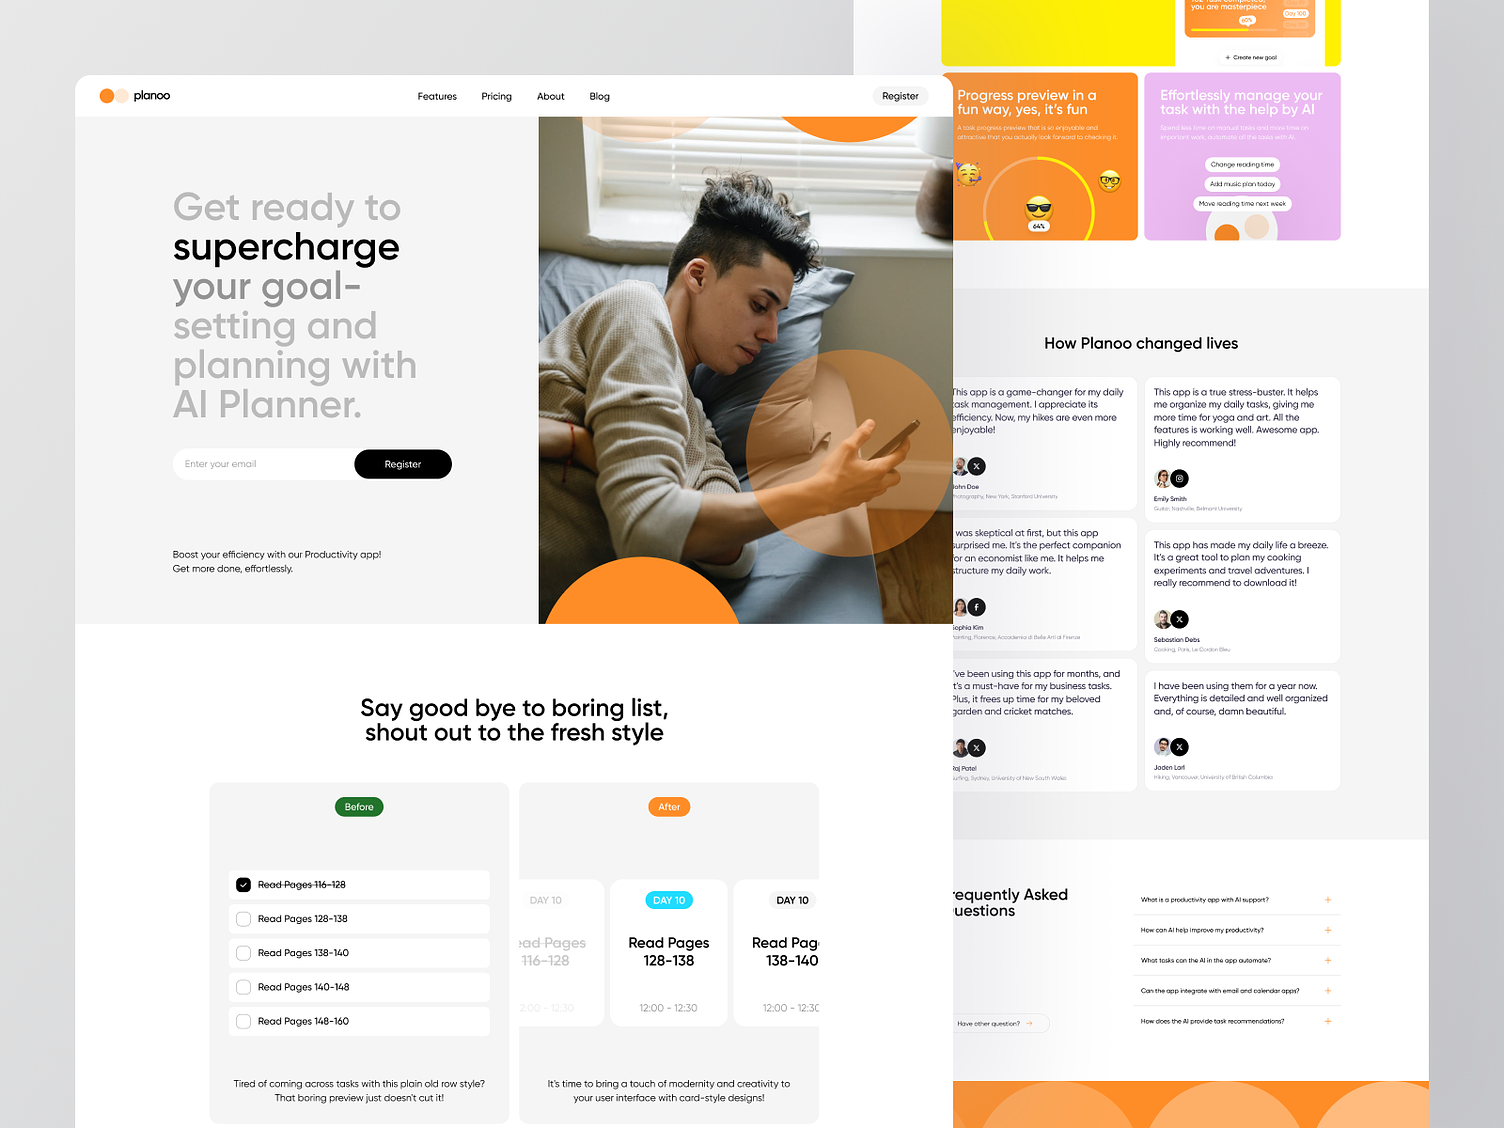 planoo
Features
Pricing
About
Blog
Register
Get ready to
supercharge
your goal-
setting and
planning with
AI Planner.
Enter your email
Register
Boost your efficiency with our Productivity app!
Get more done, effortlessly.
Say good bye to boring list,
shout out to the fresh style
Before
Read Pages 116-128
Read Pages 128-138
Read Pages 138-140
Read Pages 140-148
Read Pages 148-160
Tired of coming across tasks with this plain old row style?
That boring preview just doesn't cut it!
After
DAY 10
Pages
116-128
- 12:30
DAY 10
Read Pages
128-138
12:00 - 12:30
DAY 10
Read
138-140
12:00 -
It's time to bring a touch of modernity and creativity to
your user interface with card-style designs!
you are masterpiece
60%
Day 100
+ Create new goal
Progress preview in a
fun way, yes, it's fun
A task progress preview that is so enjoyable and
attractive that you actually look forward to checking it.
64%
Effortlessly manage your
task with the help by AI
Spend less time on manual tasks and more time on
important work, automate all the tasks with AI.
Change reading time
Add music plan today
Move reading time next week
How Planoo changed lives
This app is a game-changer for my daily
task management. I appreciate its
efficiency. Now, my hikes are even more
enjoyable!
John Doe
Photography, New York, Stanford University
This app is a true stress-buster. It helps
me organize my daily tasks, giving me
more time for yoga and art. All the
features is working well. Awesome app.
Highly recommend!
Emily Smith
Guitar, Nashville, Belmont University
was skeptical at first, but this app
surprised me. It's the perfect companion
for an economist like me. It helps me
structure my daily work.
Sophia Kim
Painting, Florence, Accademia di Belle Arti di Firenze
This app has made my daily life a breeze.
It's a great tool to plan my cooking
experiments and travel adventures. I
really recommend to download it!
Sebastian Debs
Cooking, Paris, Le Cordon Bleu
I've been using this app for months, and
it's a must-have for my business tasks.
Plus, it frees up time for my beloved
garden and cricket matches.
Raj Patel
Surfing, Sydney, University of New South Wales
I have been using them for a year now.
Everything is detailed and well organized
and, of course, damn beautiful.
Jaden Lorl
Hiking, Vancouver, University of British Columbia
Frequently Asked
Questions
Have other question?
What is a productivity app with AI support?
How can AI help improve my productivity?
What tasks can the AI in the app automate?
Can the app integrate with email and calendar apps?
How does the AI provide task recommendations?